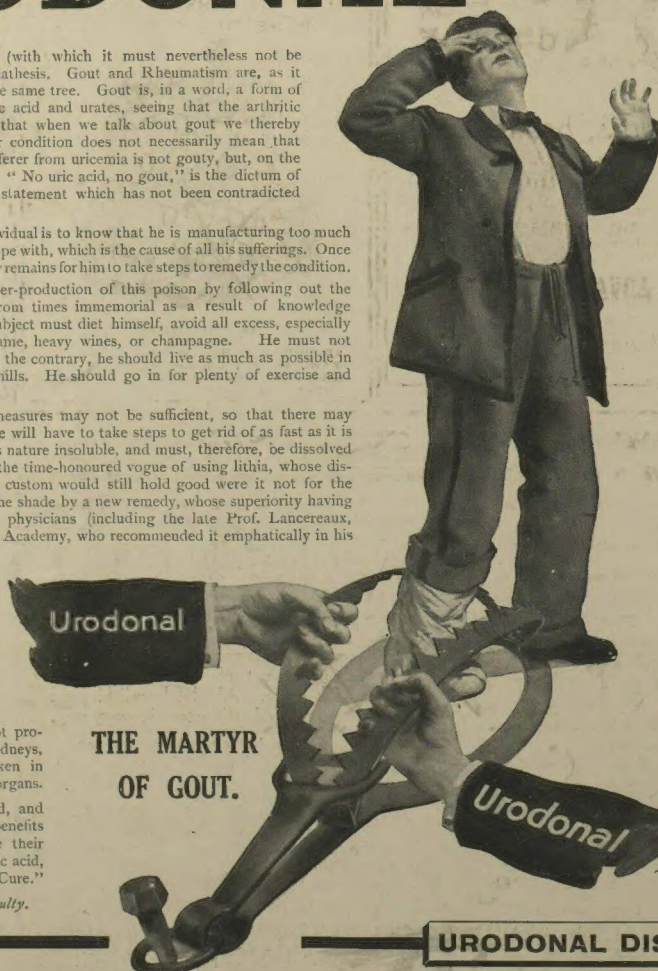 (with which it must nevertheless not be
athesis. Gout and Rheumatism are, as it
e same tree. Gout is, in a word, a form of
c acid and urates, seeing that the arthritic
that when we talk about gout we thereby
r condition does not necessarily mean that
ferer from uricemia is not gouty, but, on the
" No uric acid, no gout," is the dictum of
statement which has not been contradicted
vidual is to know that he is manufacturing too much
pe with, which is the cause of all his sufferings. Once
y remains for him to take steps to remedy the condition.
er-production of this poison by following out the
rom times immemorial as a result of knowledge
ubject must diet himself, avoid all excess, especially
ame, heavy wines, or champagne. He must not
the contrary, he should live as much as possible in
hills. He should go in for plenty of exercise and
measures may not be sufficient, so that there may
e will have to take steps to get rid of as fast as it is
s nature insoluble, and must, therefore, be dissolved
the time-honoured vogue of using lithia, whose dis-
custom would still hold good were it not for the
he shade by a new remedy, whose superiority having
physicians (including the late Prof. Lancereaux,
Academy, who recommended it emphatically in his
Urodonal
THE MARTYR
OF GOUT.
Urodonal
ot pro-
dneys,
ken in
organs.
d, and
benefits
e their
ic acid,
Cure."
ulty.
URODONAL DIS